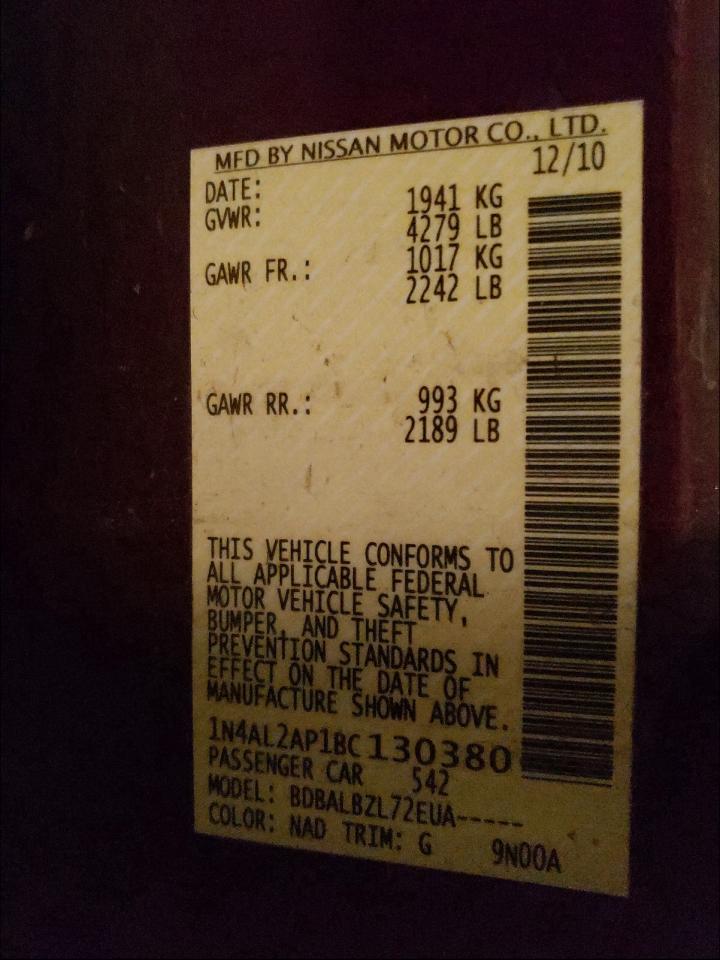 MFD BY NISSAN MOTOR CO., LTD.
DATE: 12/10
GVWR: 1941 KG
4279 LB
GAWR FR.: 1017 KG
2242 LB
GAWR RR.: 993 KG
2189 LB
THIS VEHICLE CONFORMS TO
ALL APPLICABLE FEDERAL
MOTOR VEHICLE SAFETY,
BUMPER, AND THEFT
PREVENTION STANDARDS IN
EFFECT ON THE DATE OF
MANUFACTURE SHOWN ABOVE.
1N4AL2AP1BC130380
PASSENGER CAR 542
MODEL: BDBALBZL72EUA-----
COLOR: NAD TRIM: G 9N00A